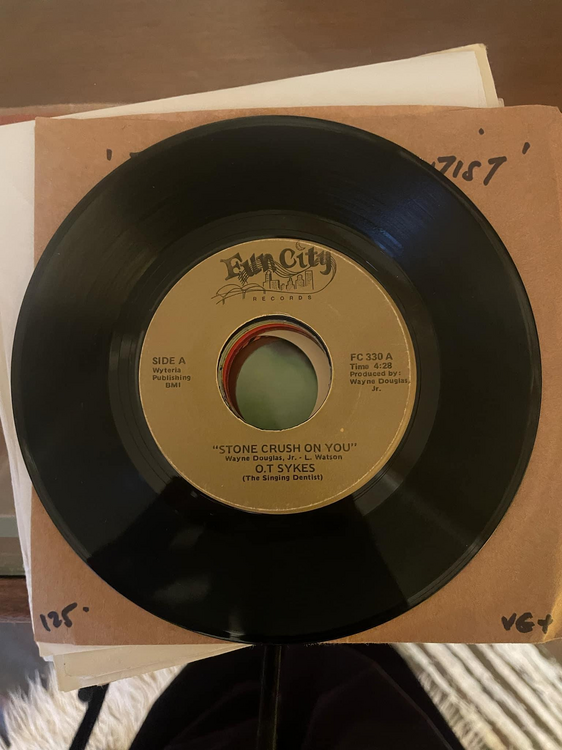 TIST'
Fun City
RECORDS
SIDE A
Wyteria
Publishing
BMI
FC 330 A
Time 4:28
Produced by:
Wayne Douglas,
Jr.
"STONE CRUSH ON YOU"
Wayne Douglas, Jr. - L. Watson
O.T SYKES
(The Singing Dentist)
125.
VG+